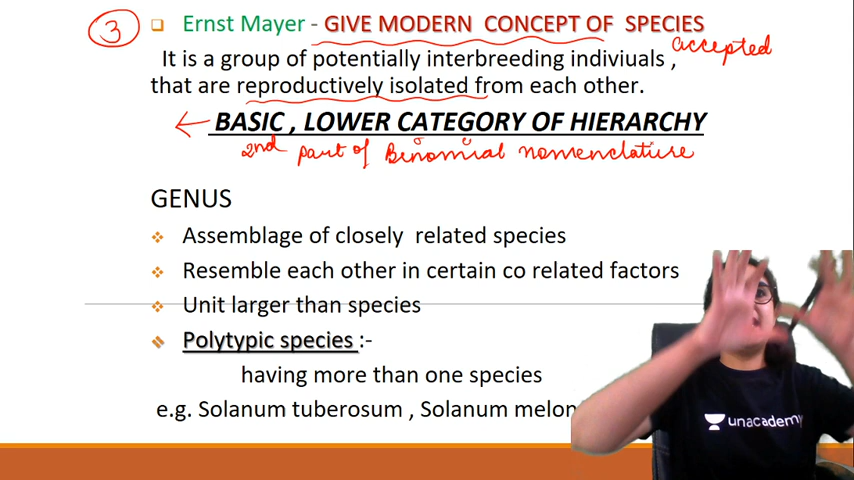 3 Ernst Mayer - GIVE MODERN CONCEPT OF SPECIES
accepted
It is a group of potentially interbreeding indiviuals ,
that are reproductively isolated from each other.
BASIC , LOWER CATEGORY OF HIERARCHY
2nd part of Binomial nomenclature
GENUS
Assemblage of closely related species
Resemble each other in certain co related factors
Unit larger than species
Polytypic species :-
having more than one species
e.g. Solanum tuberosum , Solanum
unacademy